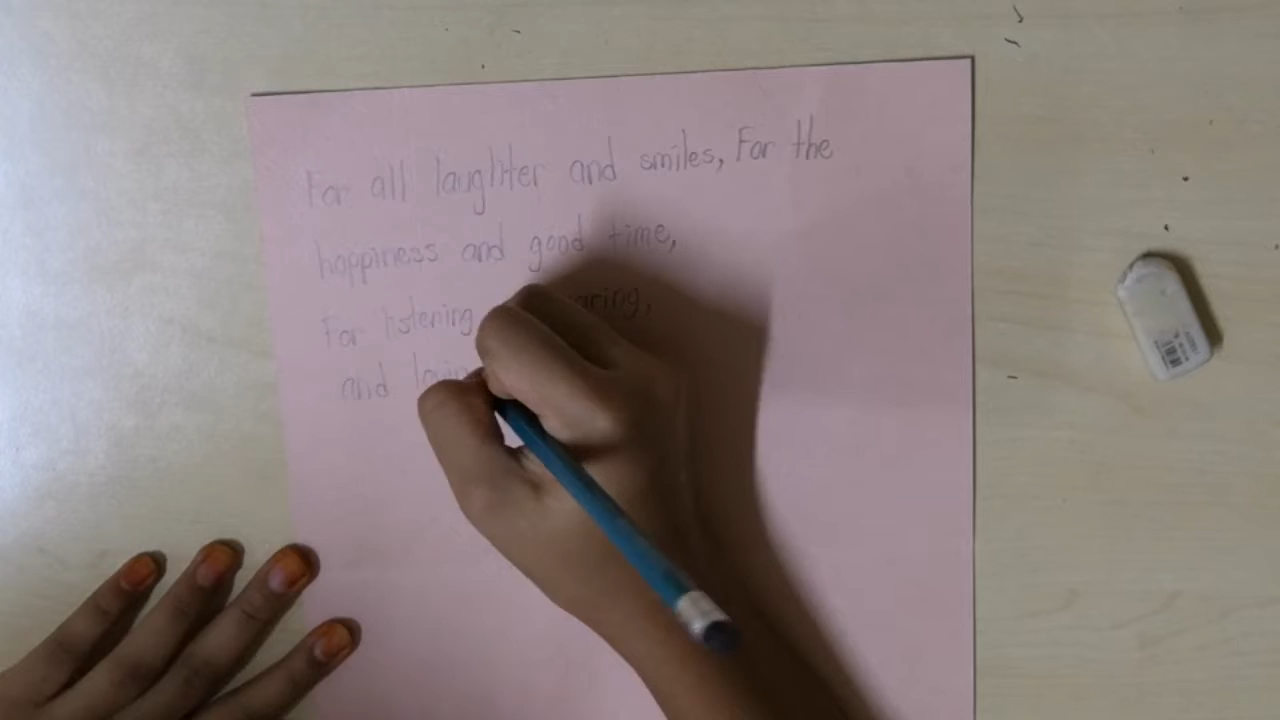 For all laughter and smiles, For the
happiness and good time,
For listening
and